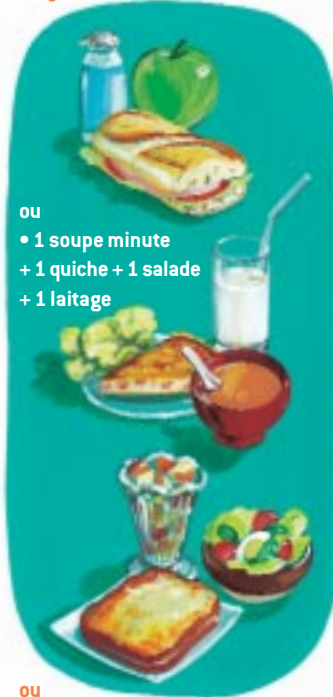 ou
• 1 soupe minute
+ 1 quiche + 1 salade
+ 1 laitage
ou